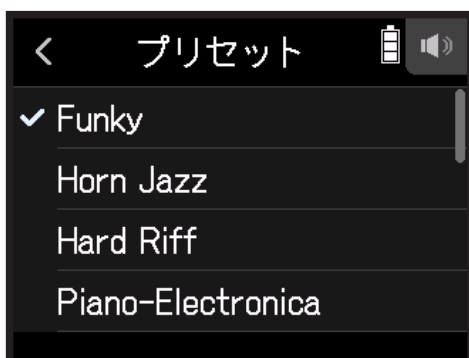 プリセット
Funky
Horn Jazz
Hard Riff
Piano-Electronica